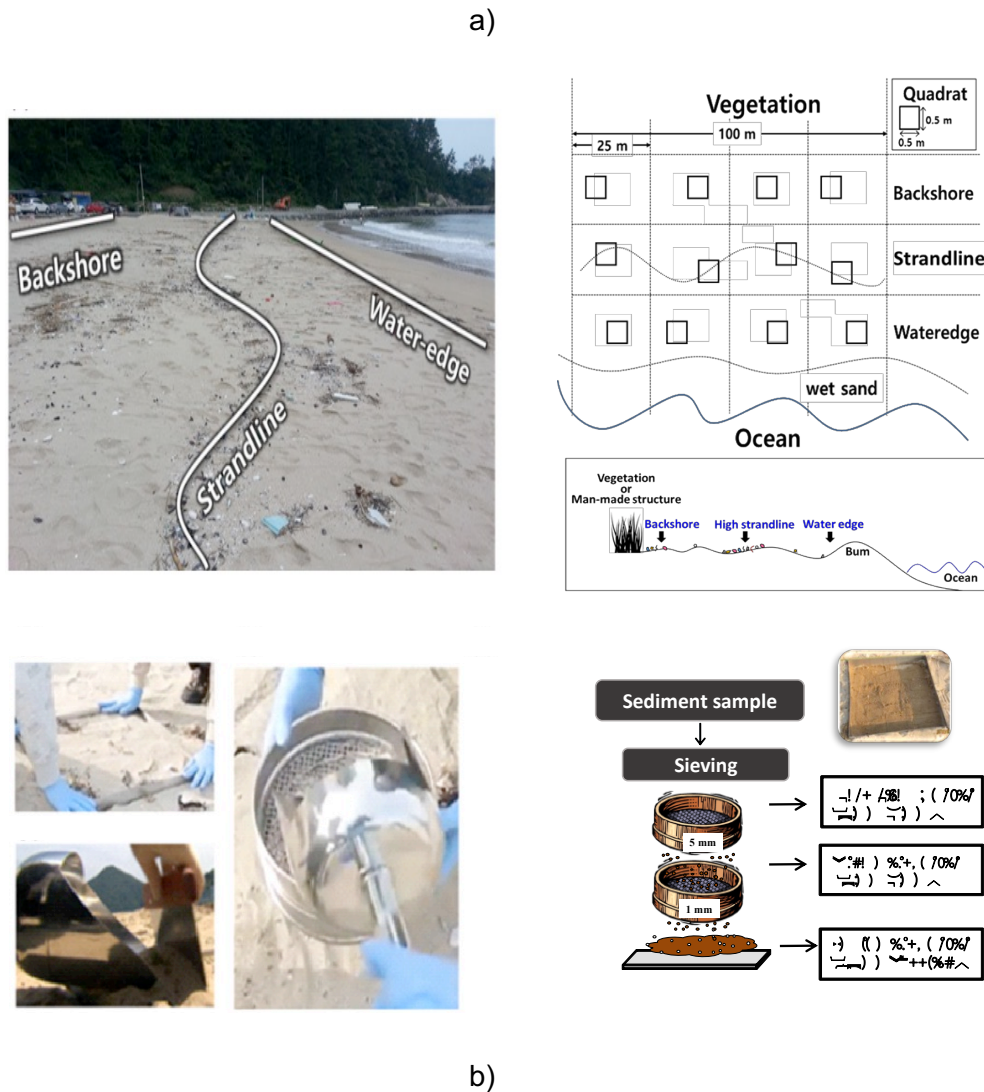 a)
Backshore
Water-edge
Strandline
Vegetation
100 m
25 m
Quadrat
0.5 m
0.5 m
Backshore
Strandline
Wateredge
wet sand
Ocean
Vegetation
or
Man-made structure
Backshore
High strandline
Water edge
Bum
Ocean
Sediment sample
Sieving
5 mm
1 mm
b)